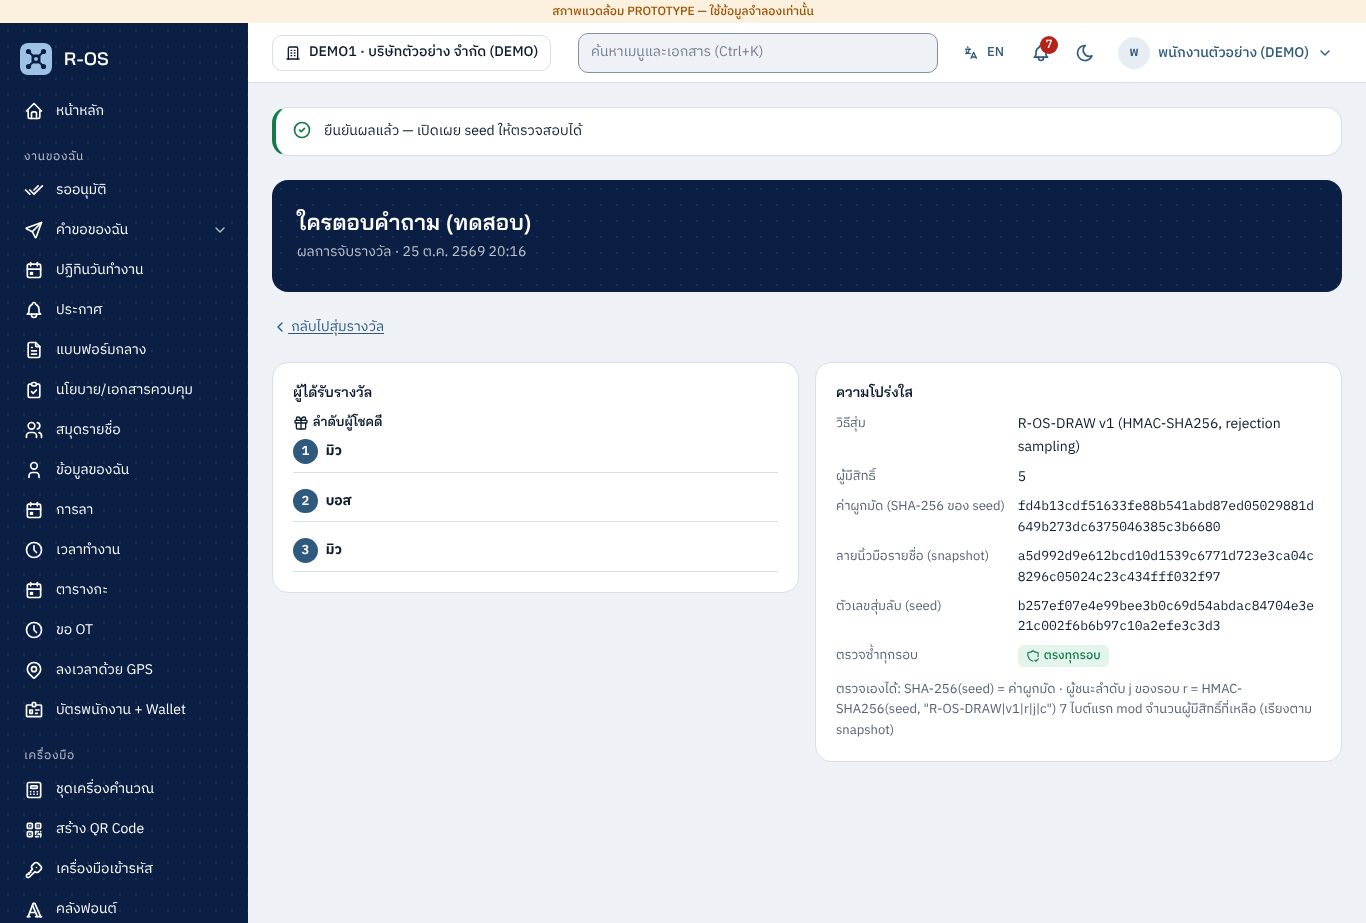 สภาพแวดล้อม PROTOTYPE — ใช้ข้อมูลจำลองเท่านั้น
R-OS
DEMO1 · บริษัทตัวอย่าง จำกัด (DEMO)
ค้นหาเมนูและเอกสาร (Ctrl+K)
EN
7
พ
พนักงานตัวอย่าง (DEMO)
หน้าหลัก
งานของฉัน
รออนุมัติ
คำขอของฉัน
ปฏิทินวันทำงาน
ประกาศ
แบบฟอร์มกลาง
นโยบาย/เอกสารควบคุม
สมุดรายชื่อ
ข้อมูลของฉัน
การลา
เวลาทำงาน
ตารางกะ
ขอ OT
ลงเวลาด้วย GPS
บัตรพนักงาน + Wallet
เครื่องมือ
ชุดเครื่องคำนวณ
สร้าง QR Code
เครื่องมือเข้ารหัส
คลังฟอนต์
ยืนยันผลแล้ว — เปิดเผย seed ให้ตรวจสอบได้
ใครตอบคำถาม (ทดสอบ)
ผลการจับรางวัล · 25 ต.ค. 2569 20:16
กลับไปสุ่มรางวัล
ผู้ได้รับรางวัล
ลำดับผู้โชคดี
1 มิว
2 บอส
3 มิว
ความโปร่งใส
วิธีสุ่ม R-OS-DRAW v1 (HMAC-SHA256, rejection
sampling)
ผู้มีสิทธิ์ 5
ค่าผูกมัด (SHA-256 ของ seed) fd4b13cdf51633fe88b541abd87ed05029881d
649b273dc6375046385c3b6680
ลายนิ้วมือรายชื่อ (snapshot) a5d992d9e612bcd10d1539c6771d723e3ca04c
8296c05024c23c434fff032f97
ตัวเลขสุ่มลับ (seed) b257ef07e4e99bee3b0c69d54abdac84704e3e
21c002f6b6b97c10a2efe3c3d3
ตรวจซ้ำทุกรอบ ตรงทุกรอบ
ตรวจเองได้: SHA-256(seed) = ค่าผูกมัด · ผู้ชนะลำดับ j ของรอบ r = HMAC-
SHA256(seed, "R-OS-DRAW|v1|r|j|c") 7 ไบต์แรก mod จำนวนผู้มีสิทธิ์ที่เหลือ (เรียงตาม
snapshot)